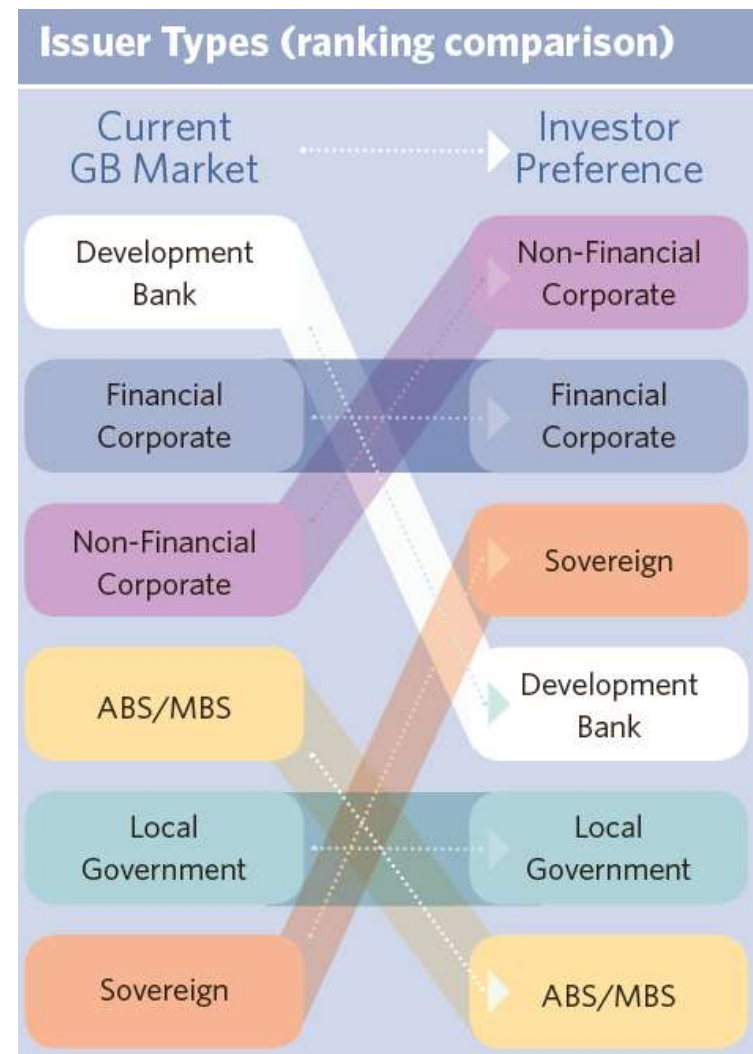 Issuer Types (ranking comparison)
Current
GB Market
Investor
Preference
Development
Bank
Non-Financial
Corporate
Financial
Corporate
Financial
Corporate
Non-Financial
Corporate
Sovereign
ABS/MBS
Development
Bank
Local
Government
Local
Government
Sovereign
ABS/MBS